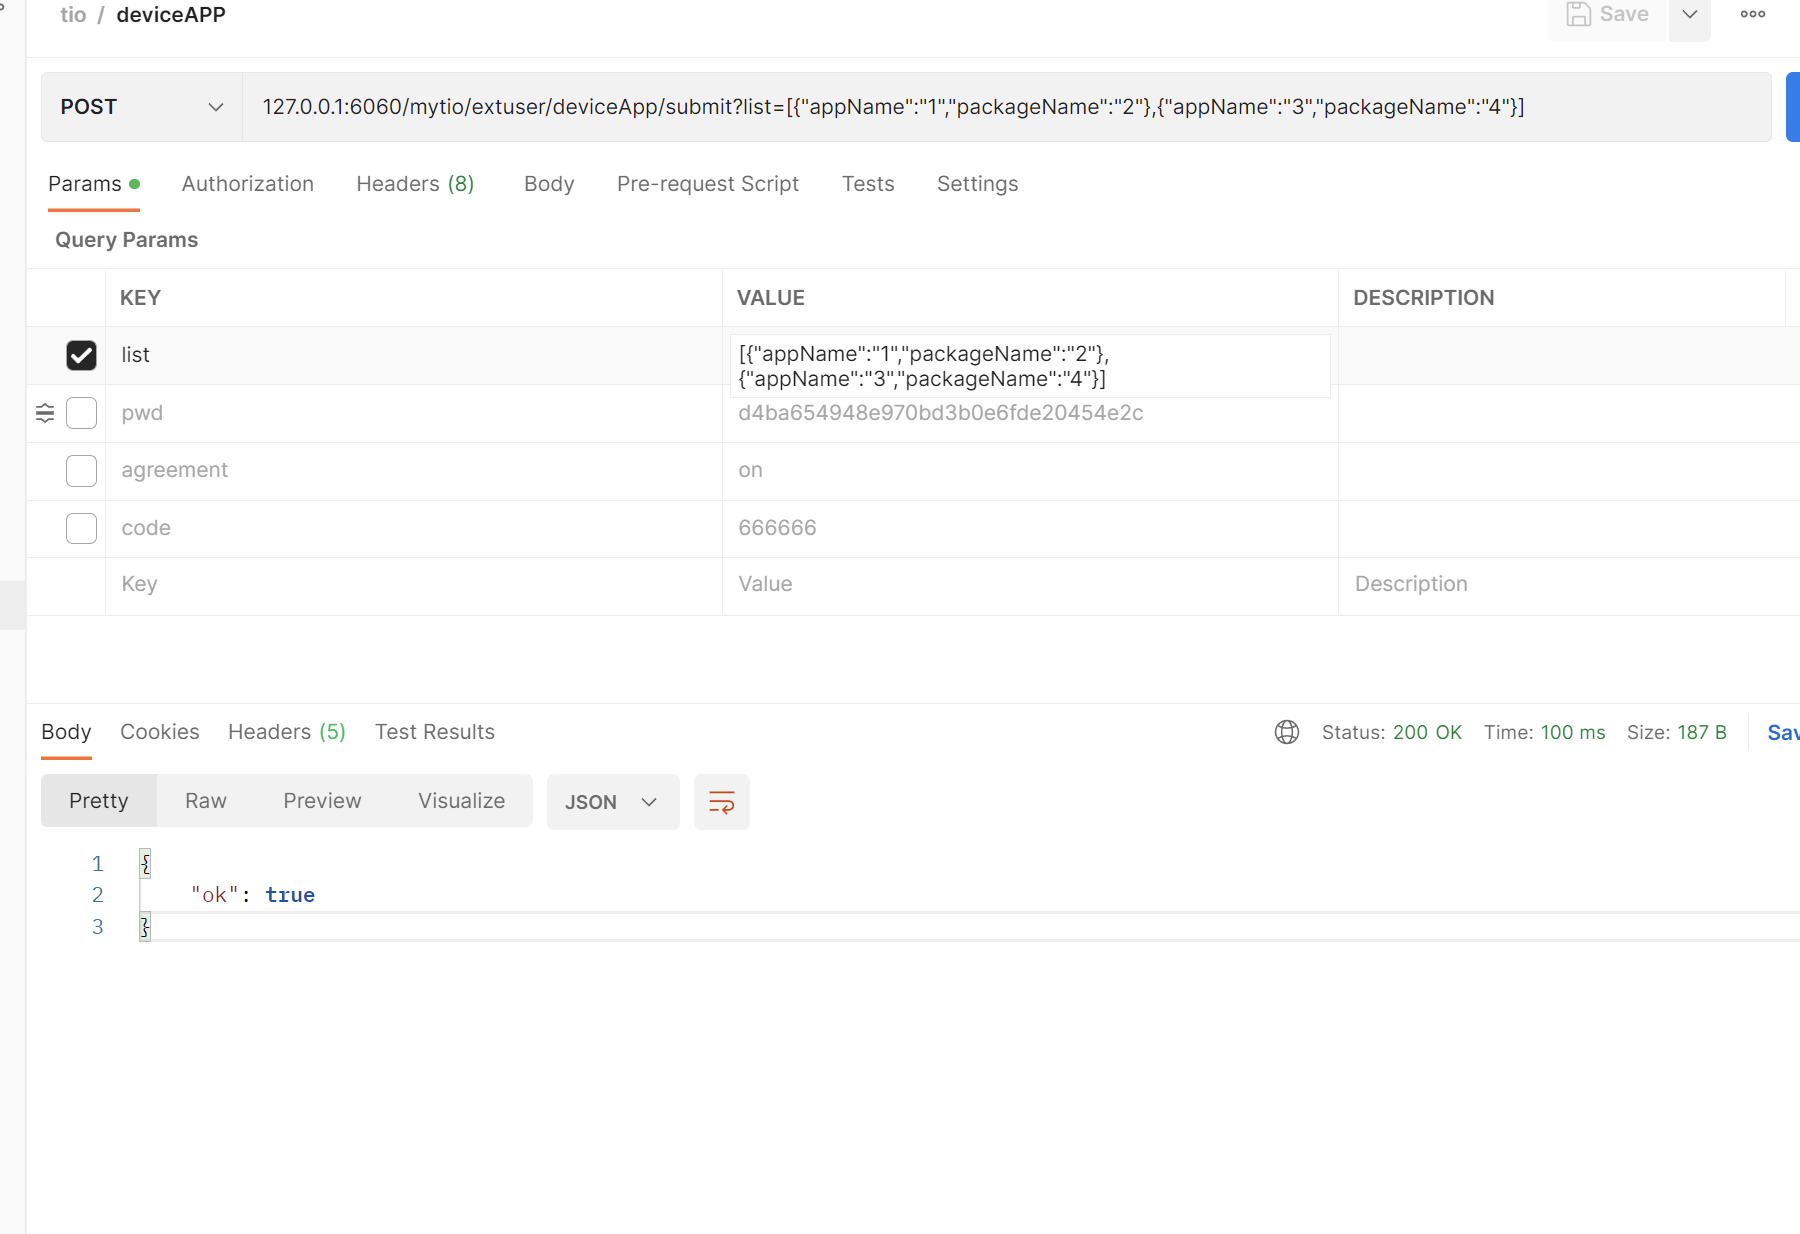 tio / deviceAPP
Save
POST
127.0.0.1:6060/mytio/extuser/deviceApp/submit?list=[{"appName":"1","packageName":"2"},{"appName":"3","packageName":"4"}]
Params Authorization Headers (8) Body Pre-request Script Tests Settings
Query Params
KEY VALUE DESCRIPTION
list [{"appName":"1","packageName":"2"},
{"appName":"3","packageName":"4"}]
pwd d4ba654948e970bd3b0e6fde20454e2c
agreement on
code 666666
Key Value Description
Body Cookies Headers (5) Test Results Status: 200 OK Time: 100 ms Size: 187 B Sav
Pretty Raw Preview Visualize JSON
1 {
2 "ok": true
3 }